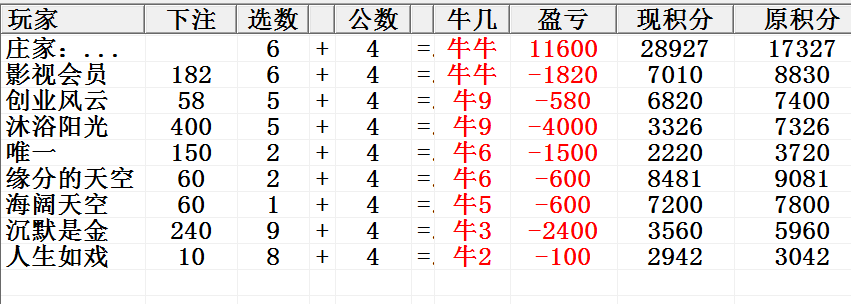 玩家 下注 选数 公数 牛几 盈亏 现积分 原积分
庄家：... 6 + 4 =. 牛牛 11600 28927 17327
影视会员 182 6 + 4 =. 牛牛 -1820 7010 8830
创业风云 58 5 + 4 =. 牛9 -580 6820 7400
沐浴阳光 400 5 + 4 =. 牛9 -4000 3326 7326
唯一 150 2 + 4 =. 牛6 -1500 2220 3720
缘分的天空 60 2 + 4 =. 牛6 -600 8481 9081
海阔天空 60 1 + 4 =. 牛5 -600 7200 7800
沉默是金 240 9 + 4 =. 牛3 -2400 3560 5960
人生如戏 10 8 + 4 =. 牛2 -100 2942 3042